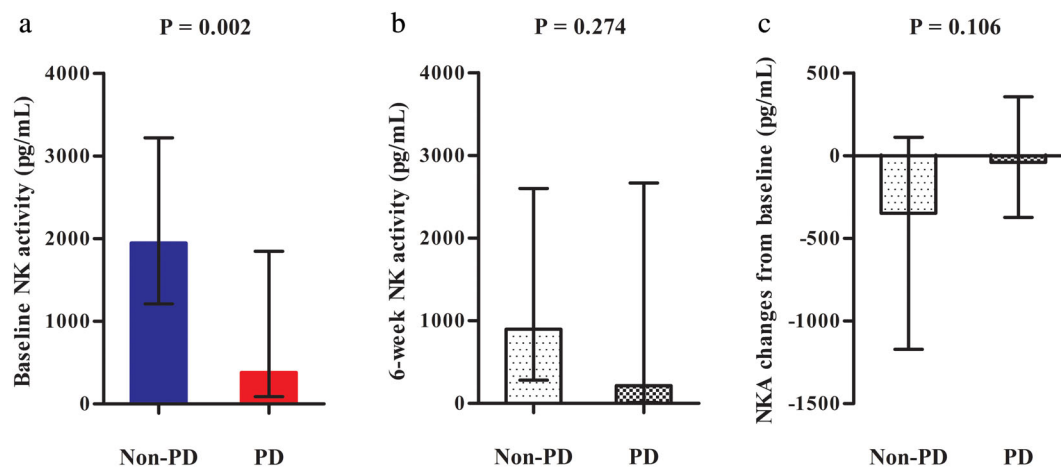 a
P = 0.002
Baseline NK activity (pg/mL)
4000
3000
2000
1000
0
Non-PD
PD
b
P = 0.274
6-week NK activity (pg/mL)
4000
3000
2000
1000
0
Non-PD
PD
c
P = 0.106
NKA changes from baseline (pg/mL)
500
0
-500
-1000
-1500
Non-PD
PD